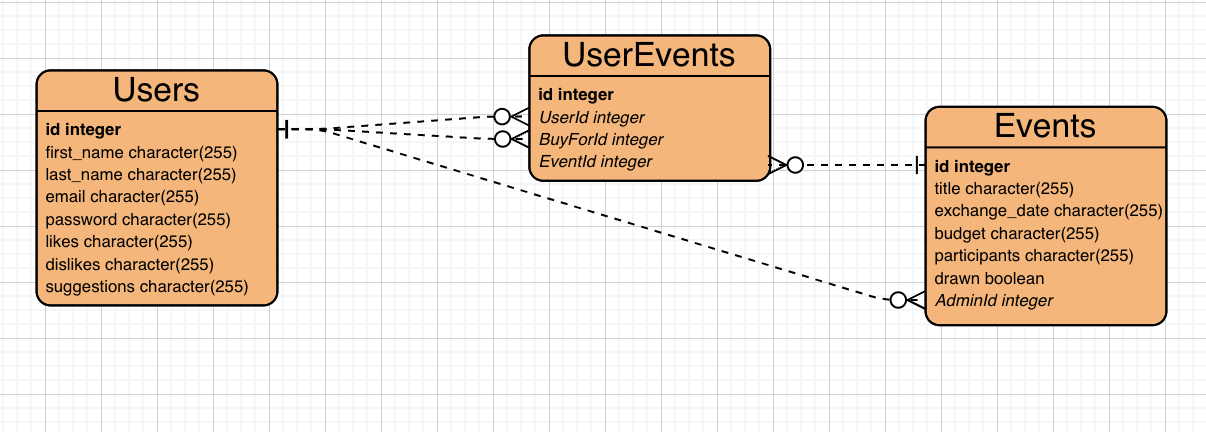 Users
id integer
first_name character(255)
last_name character(255)
email character(255)
password character(255)
likes character(255)
dislikes character(255)
suggestions character(255)
UserEvents
id integer
UserId integer
BuyForId integer
EventId integer
Events
id integer
title character(255)
exchange_date character(255)
budget character(255)
participants character(255)
drawn boolean
AdminId integer